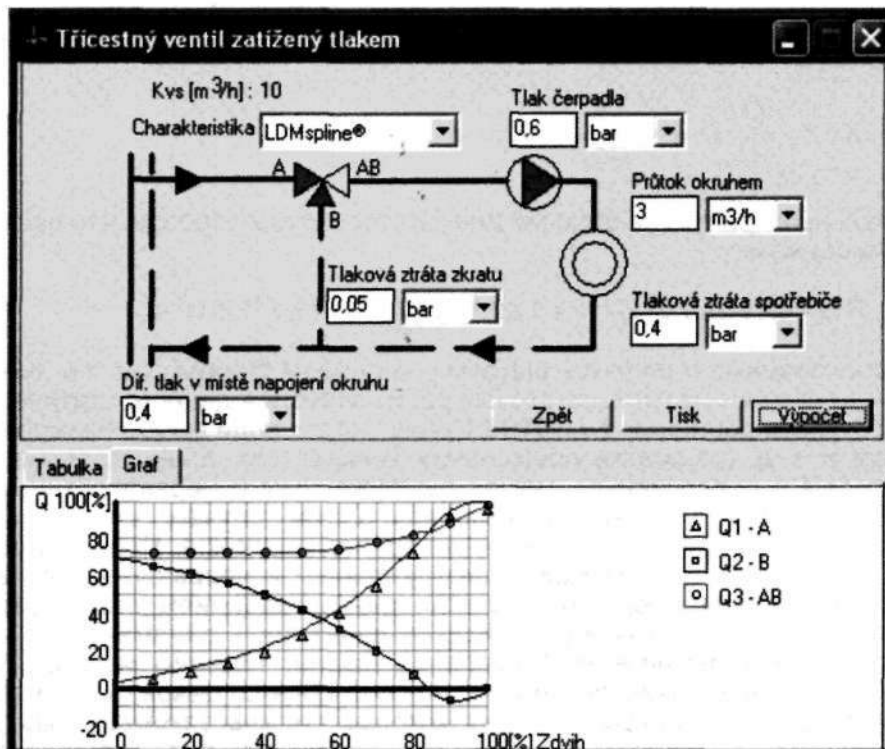 Třícestný ventil zatížený tlakem
Kvs [m³/h] : 10
Tlak čerpadla
Charakteristika
LDMspline®
0,6
bar
A
AB
B
Průtok okruhem
3
m3/h
Tlaková ztráta zkratu
0,05
bar
Tlaková ztráta spotřebiče
0,4
bar
Dif. tlak v místě napojení okruhu
0,4
bar
Zpět
Tisk
Výpočet
Tabulka
Graf
Q 100[%]
80
60
40
20
0
-20
0
20
40
60
80
100[%] Zdvih
Q1 - A
Q2 - B
Q3 - AB